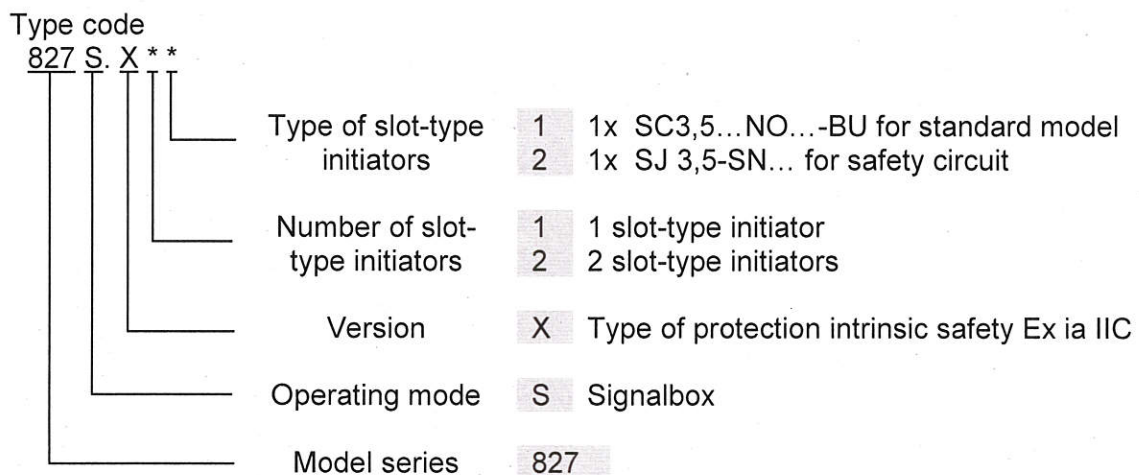 Type code
827 S. X * *
Type of slot-type 1 1x SC3,5...NO...-BU for standard model
initiators 2 1x SJ 3,5-SN... for safety circuit
Number of slot- 1 1 slot-type initiator
type initiators 2 2 slot-type initiators
Version X Type of protection intrinsic safety Ex ia IIC
Operating mode S Signalbox
Model series 827